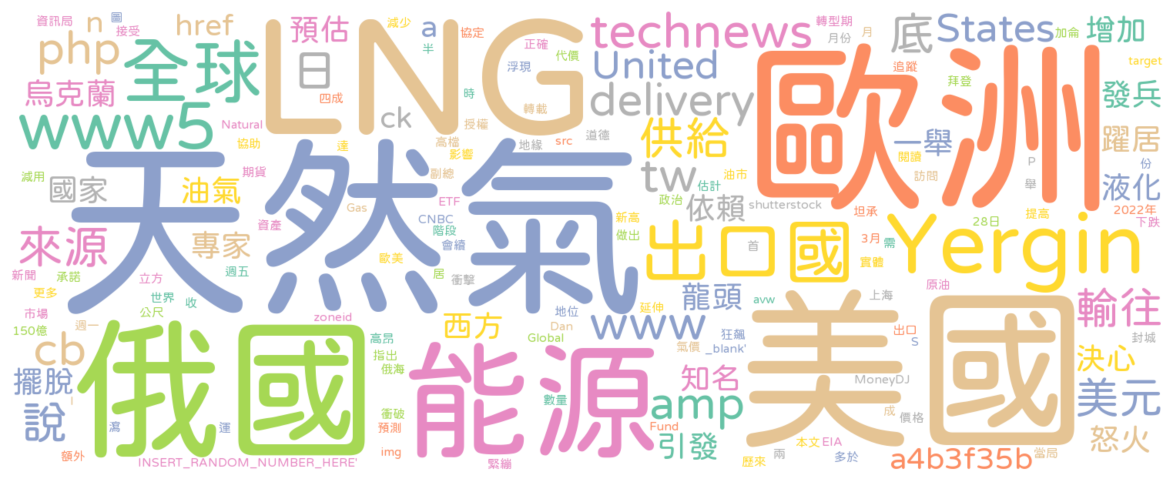 資訊局 n 圖 接受 href 預估 減少 a 半 協定 正確 代價 technews 轉型期 月份 月 底 States 加侖 增加
php 全球 日 LNG 浮現 United 追蹤 拜登 target
烏克蘭 四成 ck 時 轉載 delivery 歐洲 發兵
www5 Natural 協助 高檔 影響 授權 地緣 src 道德 供給 一舉 閱讀 訪問 P 舉 躍居 份
減用 國家 油氣 期貨 達 天然氣 副總 ETF Gas tw 估計 油市 政治 依賴 shutterstock 液化
資產 CNBC 階段 會續 新高 做出 坦承 28日 提高 2022年 下跌
來源 專家 週五 歐美 居 衝擊 出口國 首 3月 需 實體 Yergin
新聞 承諾 立方 更多 世界 收 公尺 地位 延伸 龍頭 avw 上海 原油 輸往
市場 150億 週一 zoneid 高昂 西方 Dan Global www 狂飆 _blank' 出口 S 封城
cb 俄國 指出 俄海 能源 氣價 知名 美國 MoneyDJ 決心
擺脫 ! 數量 amp 成 價格 美元
說 瀉 運 衝破 預測 Fund 引發 本文 EIA 怒火
額外 INSERT_RANDOM_NUMBER_HERE' img 緊繃 歷來 兩 多於 a4b3f35b 當局